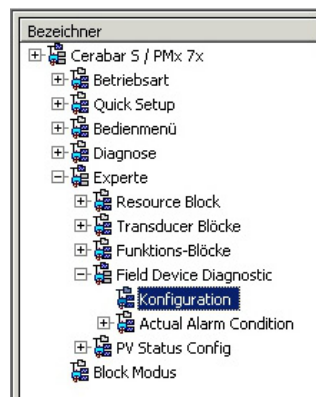 Bezeichner
Cerabar S / PMx 7x
Betriebsart
Quick Setup
Bedienmenü
Diagnose
Experte
Resource Block
Transducer Blöcke
Funktions-Blöcke
Field Device Diagnostic
Konfiguration
Actual Alarm Condition
PV Status Config
Block Modus